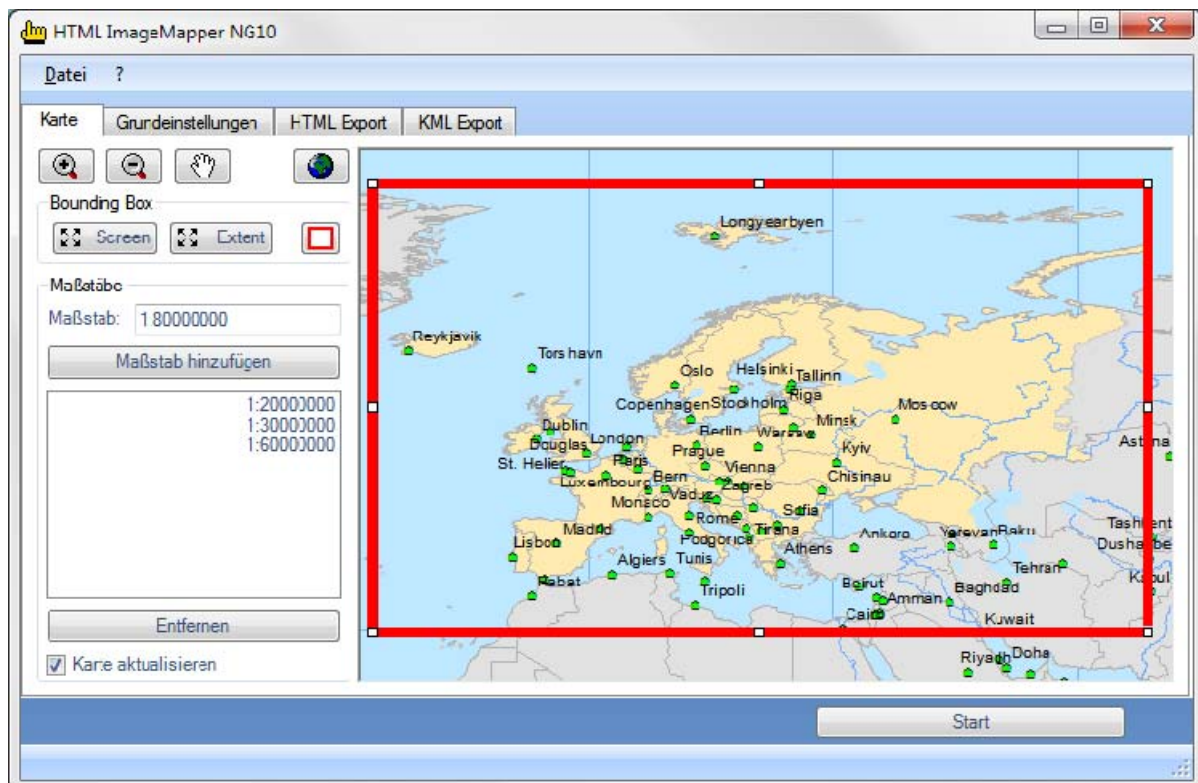 HTML ImageMapper NG10
Datei ?
Karte Grundeinstellungen HTML Export KML Export
Bounding Box
Screen Extent
Maßstäbe
Maßstab: 1:80000000
Maßstab hinzufügen
1:20000000
1:30000000
1:60000000
Entfernen
Karte aktualisieren
Longyearbyen
Reykjavik
Torshavn
Oslo
Helsinki
Tallinn
Copenhagen
Stockholm
Riga
Moscow
Dublin
Minsk
Douglas
London
Berlin
Warsaw
Astana
St. Helier
Paris
Prague
Kyiv
Vienna
Luxembourg
Bern
Chisinau
Vaduz
Zagreb
Monaco
Sofia
Madrid
Rome
Tirana
Podgorica
Ankara
Yerevan
Baku
Tashkent
Lisbon
Athens
Dushanbe
Algiers
Tunis
Tehran
Kabul
Rabat
Tripoli
Beirut
Baghdad
Amman
Cairo
Kuwait
Riyadh
Doha
Start